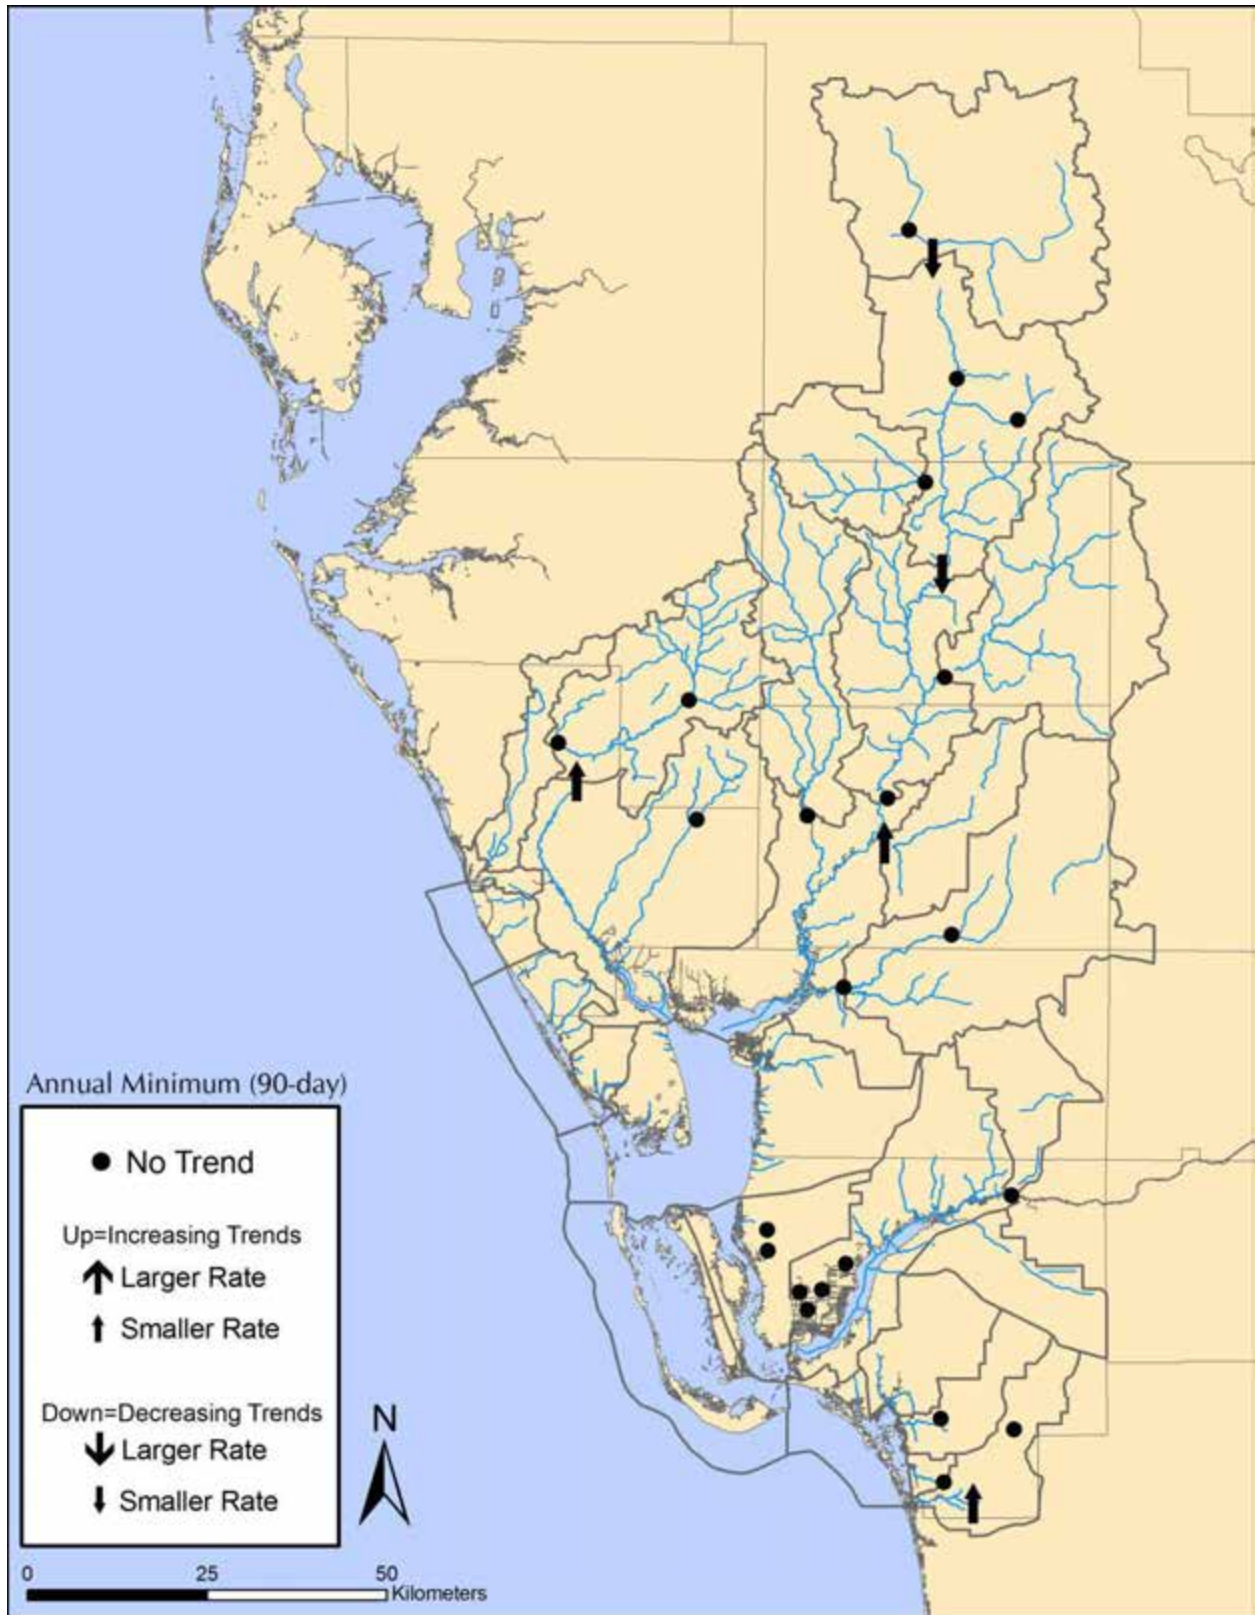 Annual Minimum (90-day)
No Trend
Up=Increasing Trends
Larger Rate
Smaller Rate
Down=Decreasing Trends
Larger Rate
Smaller Rate
N
0 25 50
Kilometers